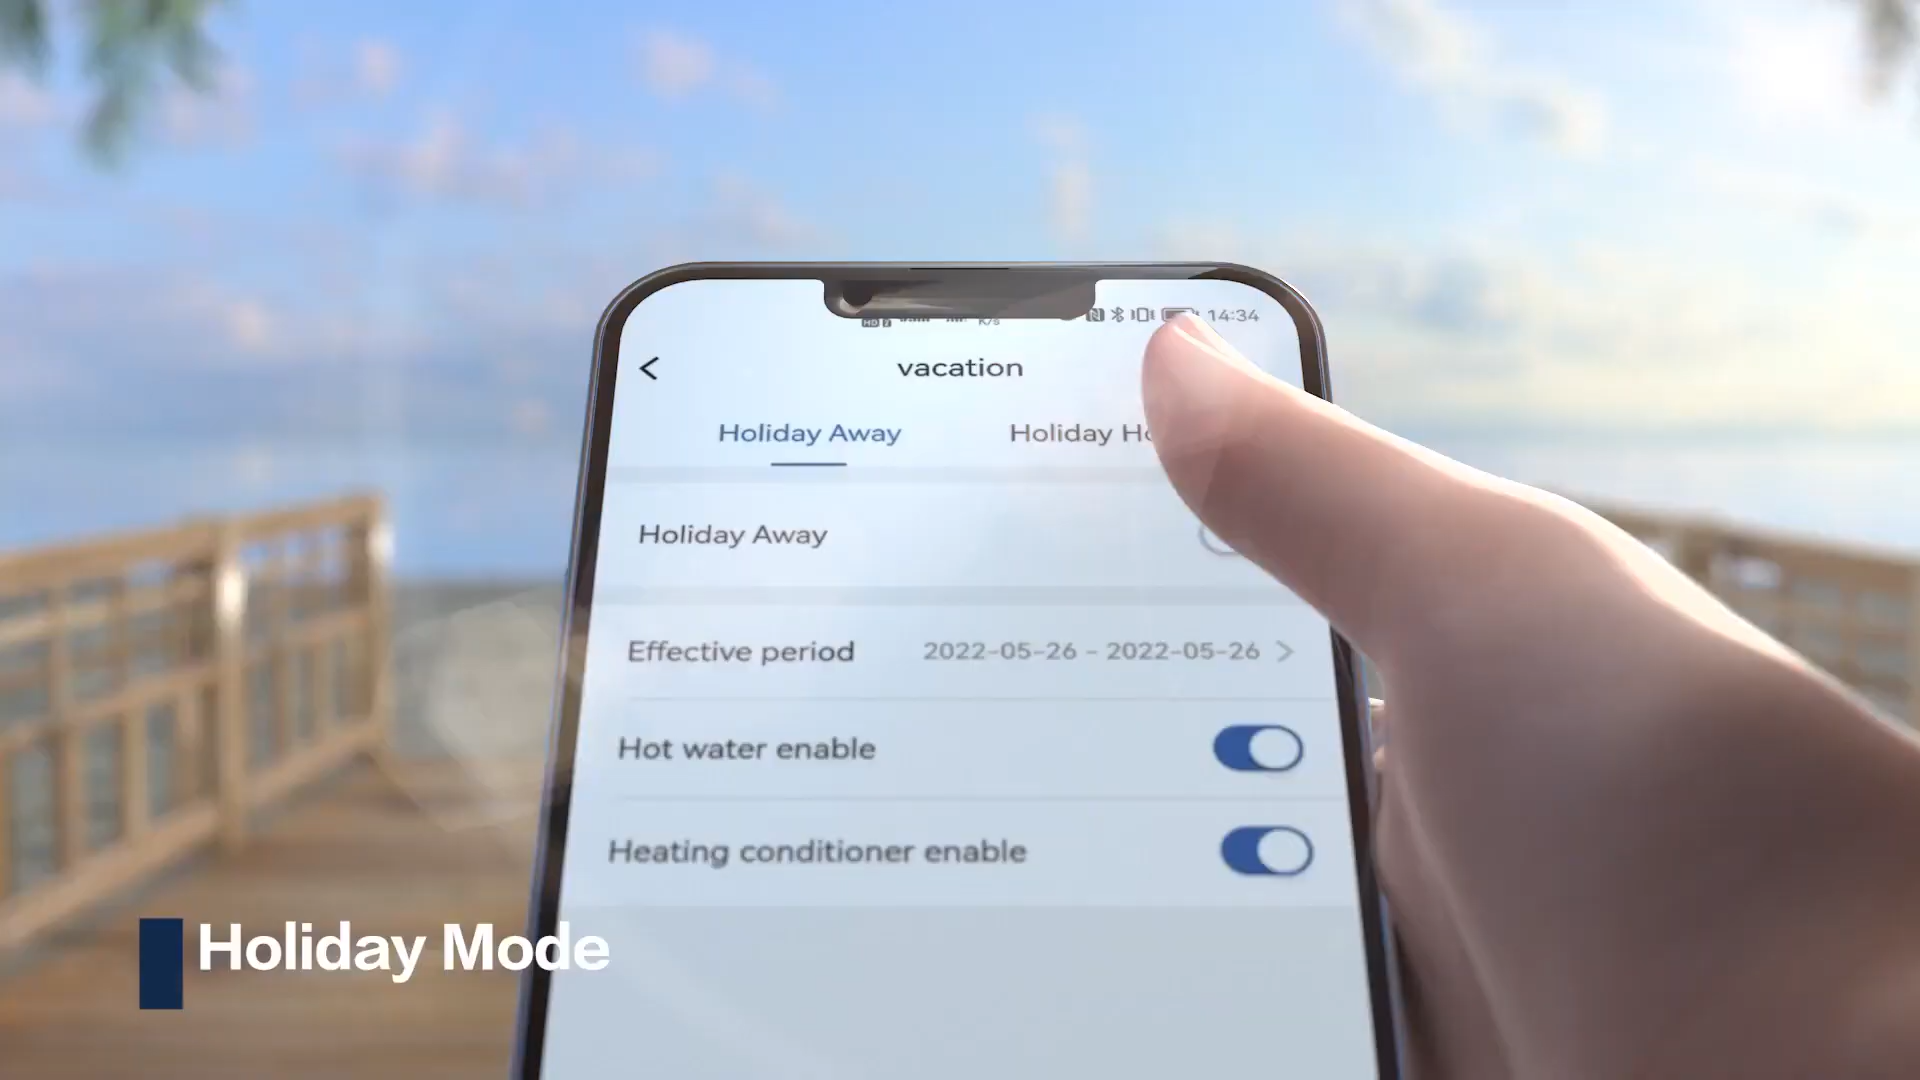 14:34
vacation
Holiday Away
Holiday
Holiday Away
Effective period 2022-05-26 - 2022-05-26
Hot water enable
Heating conditioner enable
Holiday Mode